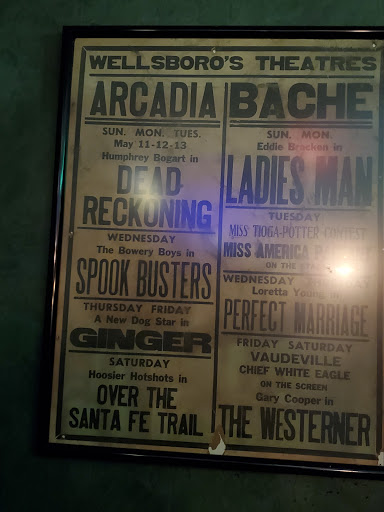 WELLSBORO'S THEATRES
ARCADIA
SUN. MON. TUES.
May 11-12-13
Humphrey Bogart in
DEAD
RECKONING
WEDNESDAY
The Bowery Boys in
SPOOK BUSTERS
THURSDAY FRIDAY
A New Dog Star in
GINGER
SATURDAY
Hoosier Hotshots in
OVER THE
SANTA FE TRAIL
BACHE
SUN. MON.
Eddie Bracken in
LADIES MAN
TUESDAY
MISS TIOGA-POTTER CONTEST
MISS AMERICA
ON THE
WEDNESDAY
Loretta Young
PERFECT MARRIAGE
FRIDAY SATURDAY
VAUDEVILLE
CHIEF WHITE EAGLE
ON THE SCREEN
Gary Cooper in
THE WESTERNER